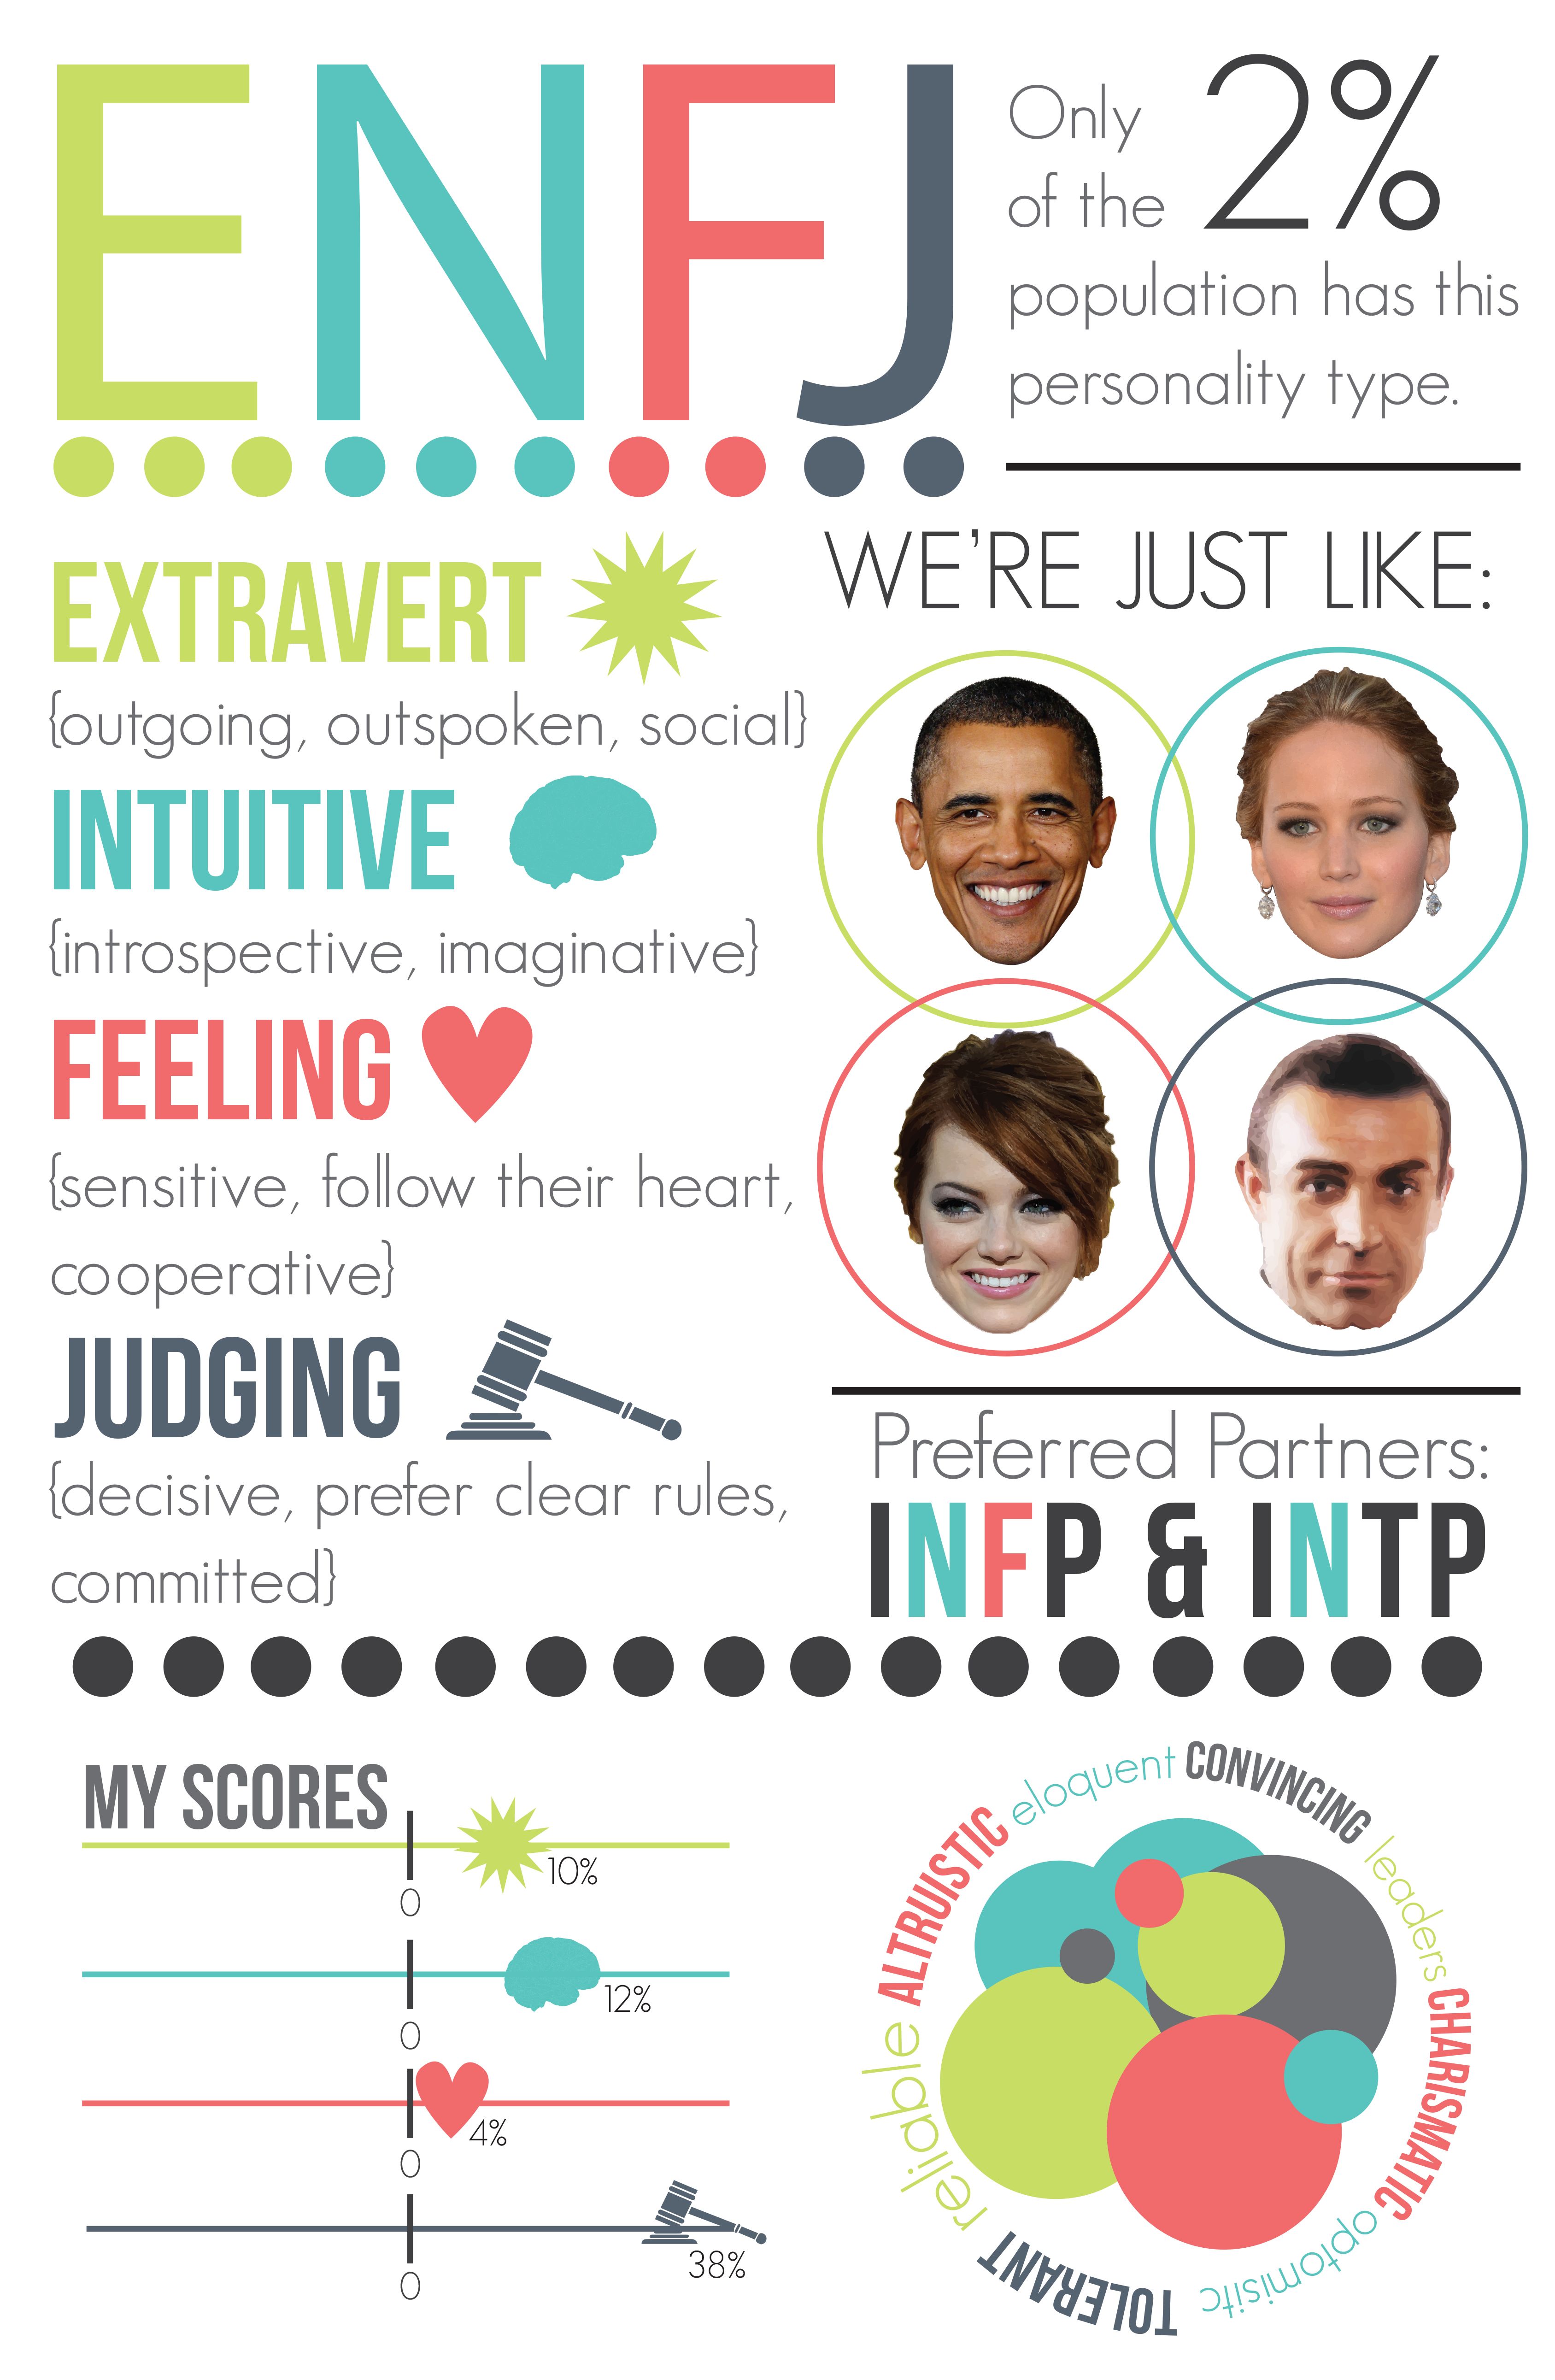 ENFJ
Only 2%
of the
population has this
personality type.
EXTRAVERT
{outgoing, outspoken, social}
INTUITIVE
{introspective, imaginative}
FEELING
{sensitive, follow their heart,
cooperative}
JUDGING
{decisive, prefer clear rules,
committed}
WE'RE JUST LIKE:
Preferred Partners:
INFP & INTP
MY SCORES
10%
0
12%
0
4%
0
38%
0
ALTRUISTIC
eloquent
CONVINCING
leaders
CHARISMATIC
optomisitc
TOLERANT
reliable